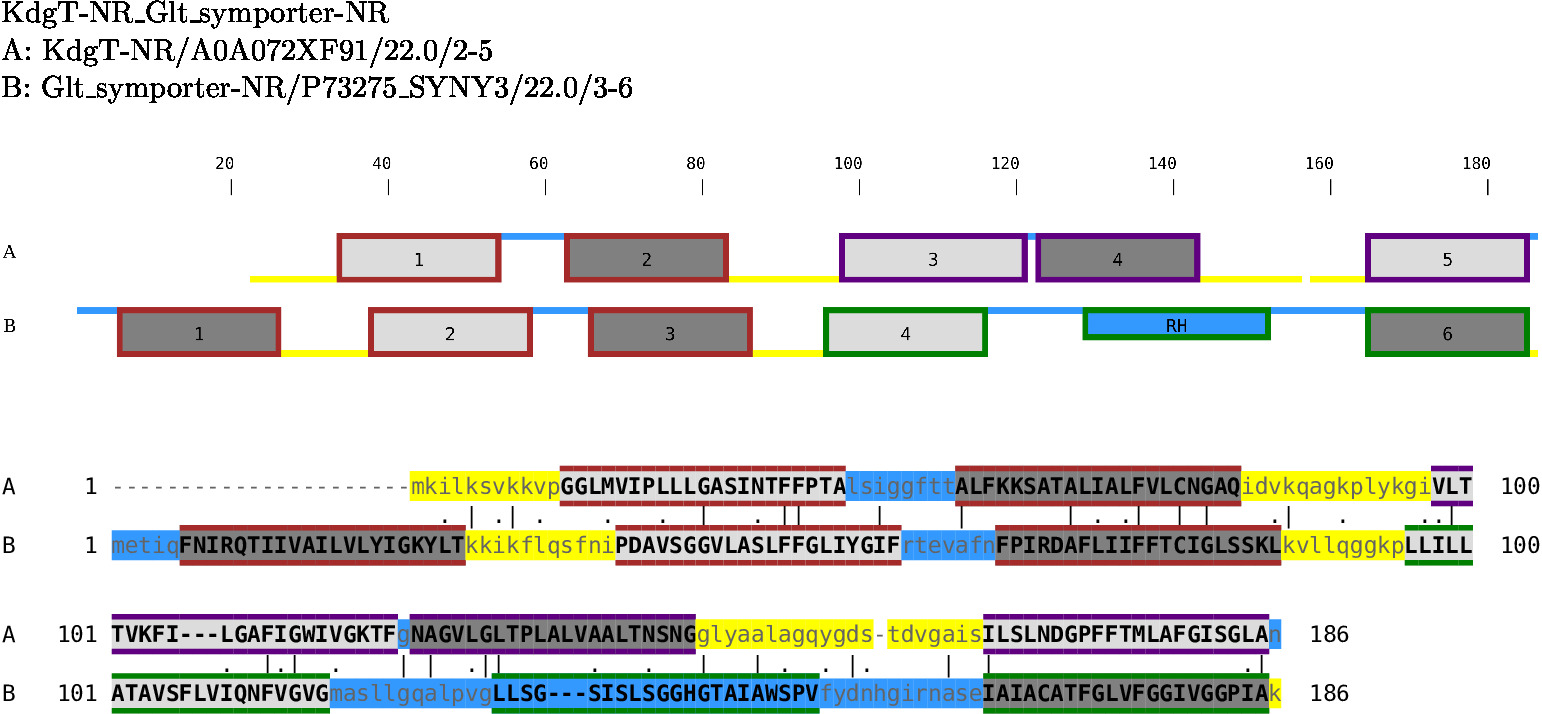 KdgT-NR_Glt_symporter-NR
A: KdgT-NR/A0A072XF91/22.0/2-5
B: Glt_symporter-NR/P73275_SYNY3/22.0/3-6
20 40 60 80 100 120 140 160 180
A 1 2 3 4 5
B 1 2 3 4 RH 6
A 1 ----------------------mkilksvkkvpGGLMVIPLLLGASINTFFPTAlsiggfttALFKKSATALIALFVLCNGAQidvkqagkplykgiVLT 100
B 1 metiqFNIRQTIIVAILVLYIGKYLTkkikflqsfniPDAVSGGVLASLFFGLIYGIFrtevafnFPIRDAFLIIFFTCIGLSSKLkvllqggkpLLILL 100
A 101 TVKFI---LGAFIGWIVGKTFgNAGVLGLTPLALVAALTNSNGglyaalagqygds-tdvgaisILSLNDGPFFTMLAFGISGLAn 186
B 101 ATAVSFLVIQNFVGVGmasllgqalpvgLLSG---SISLSGGHGTAIAWSPVfydnhgirnaseIAIACATFGLVFGGIVGGPIAk 186